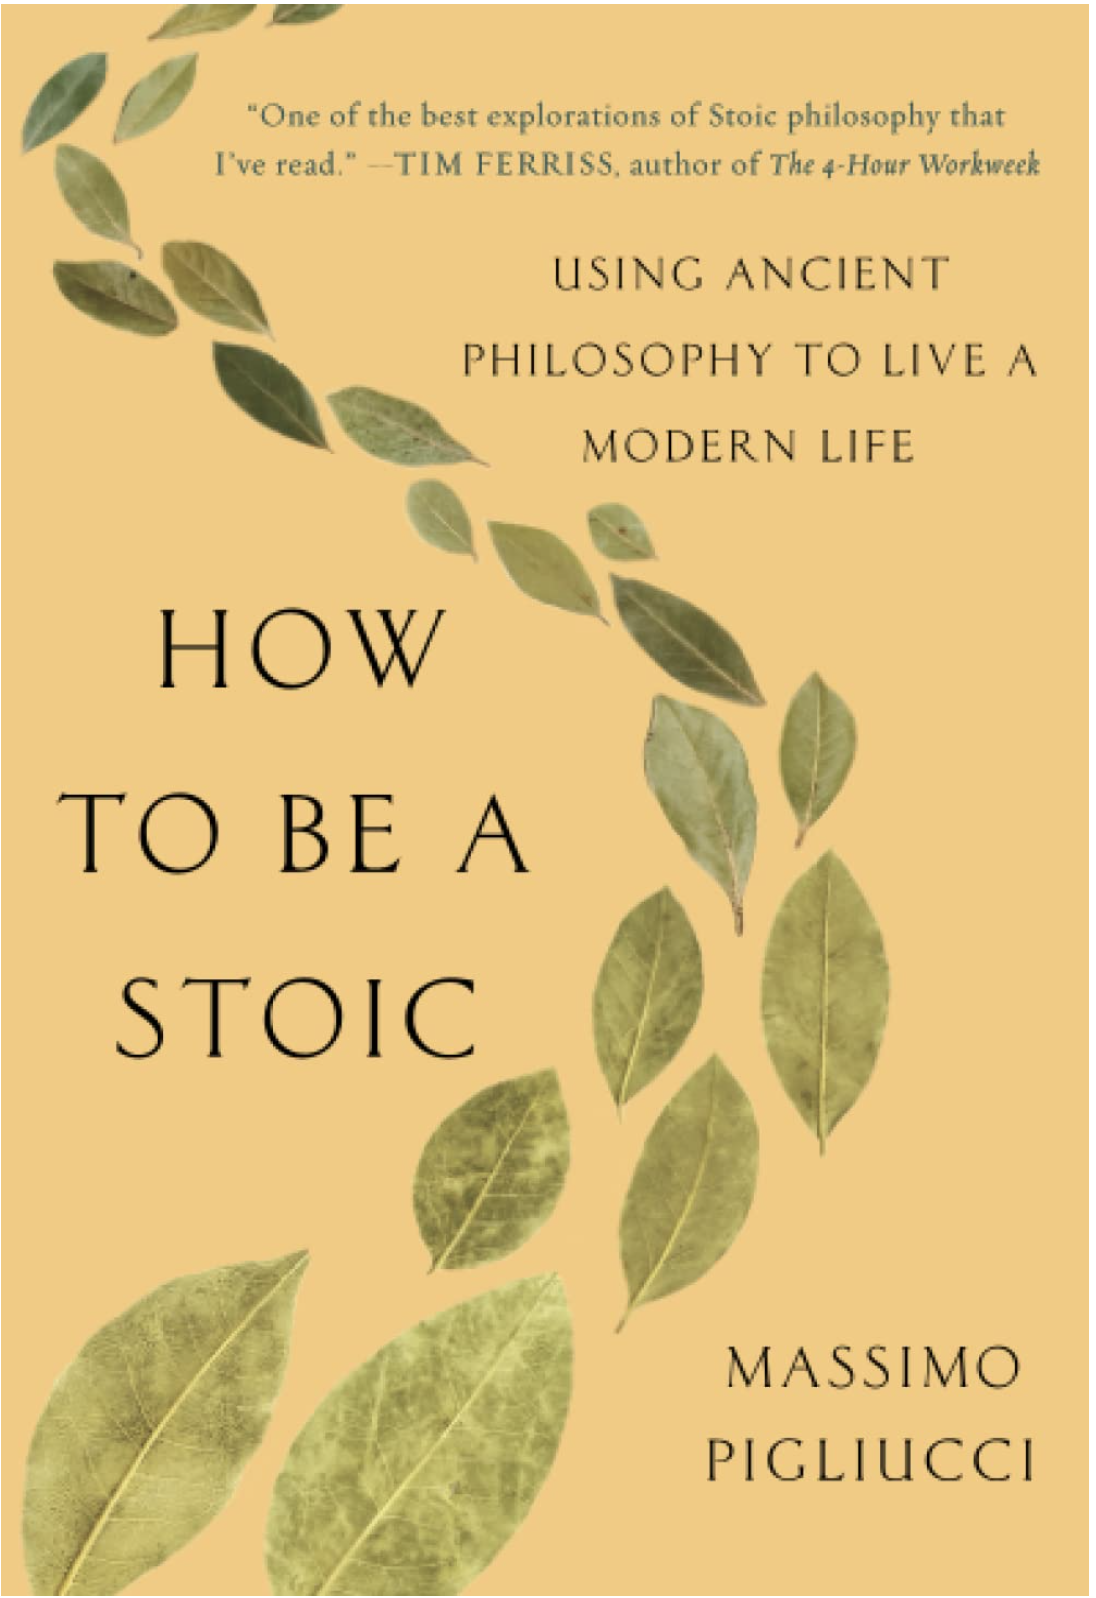 “One of the best explorations of Stoic philosophy that
I’ve read.” —TIM FERRISS, author of The 4-Hour Workweek
USING ANCIENT
PHILOSOPHY TO LIVE A
MODERN LIFE
HOW
TO BE A
STOIC
MASSIMO
PIGLIUCCI